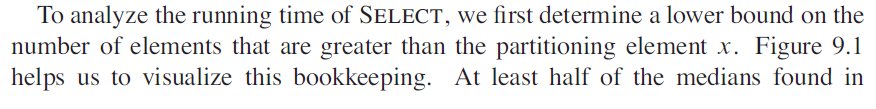 To analyze the running time of SELECT, we first determine a lower bound on the
number of elements that are greater than the partitioning element x. Figure 9.1
helps us to visualize this bookkeeping. At least half of the medians found in